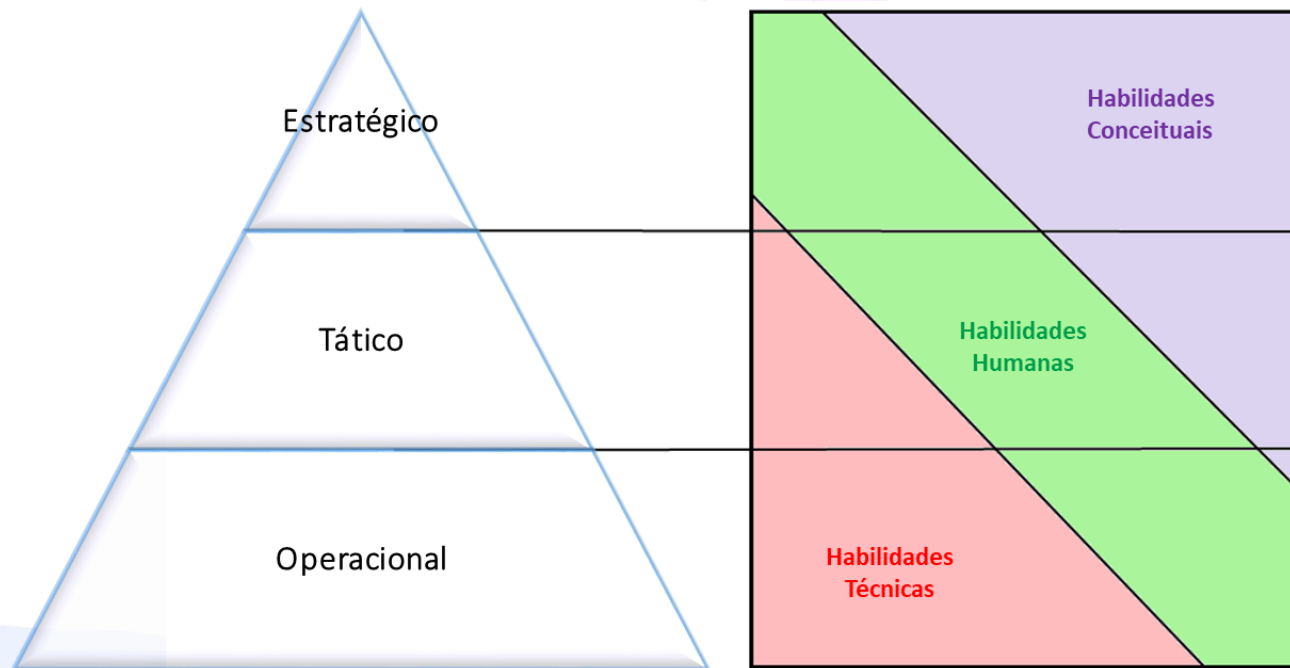 Estratégico
Habilidades
Conceituais
Tático
Habilidades
Humanas
Operacional
Habilidades
Técnicas